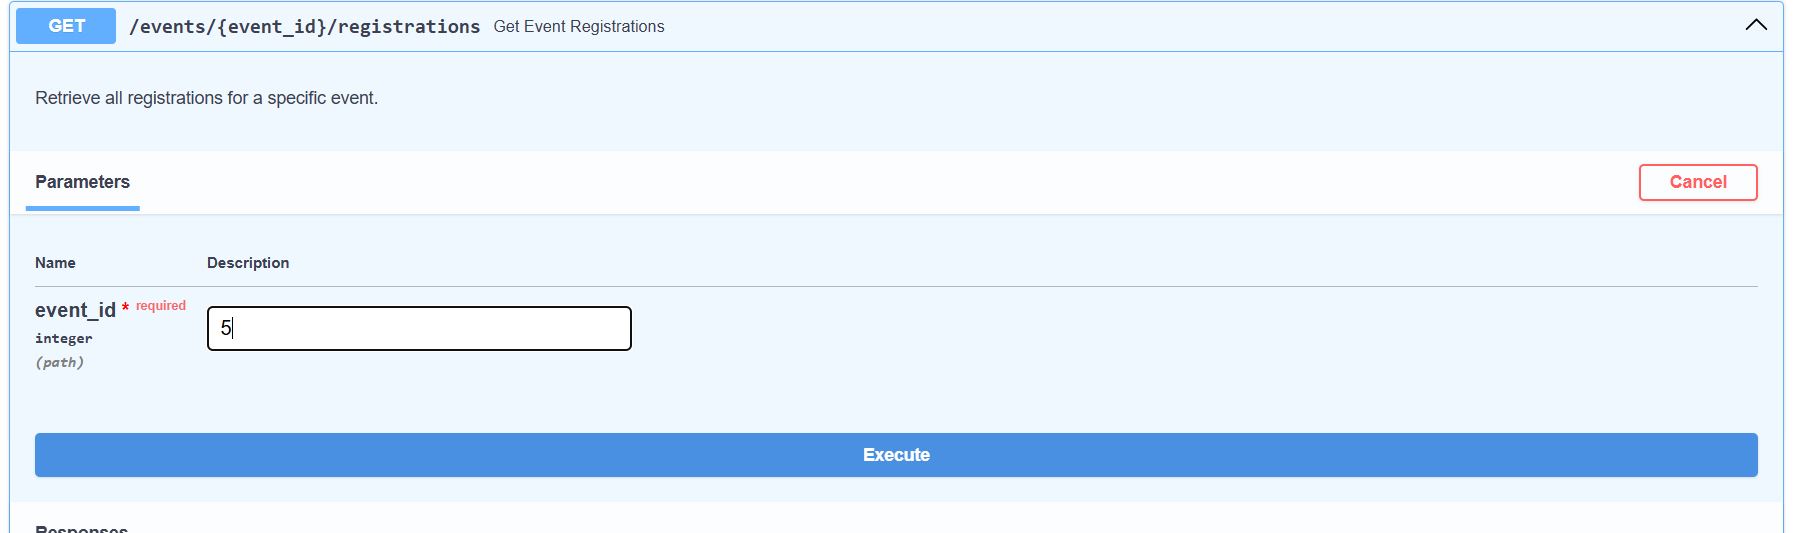 GET /events/{event_id}/registrations Get Event Registrations
Retrieve all registrations for a specific event.
Parameters Cancel
Name Description
event_id * required
integer
(path)
5
Execute
Responses